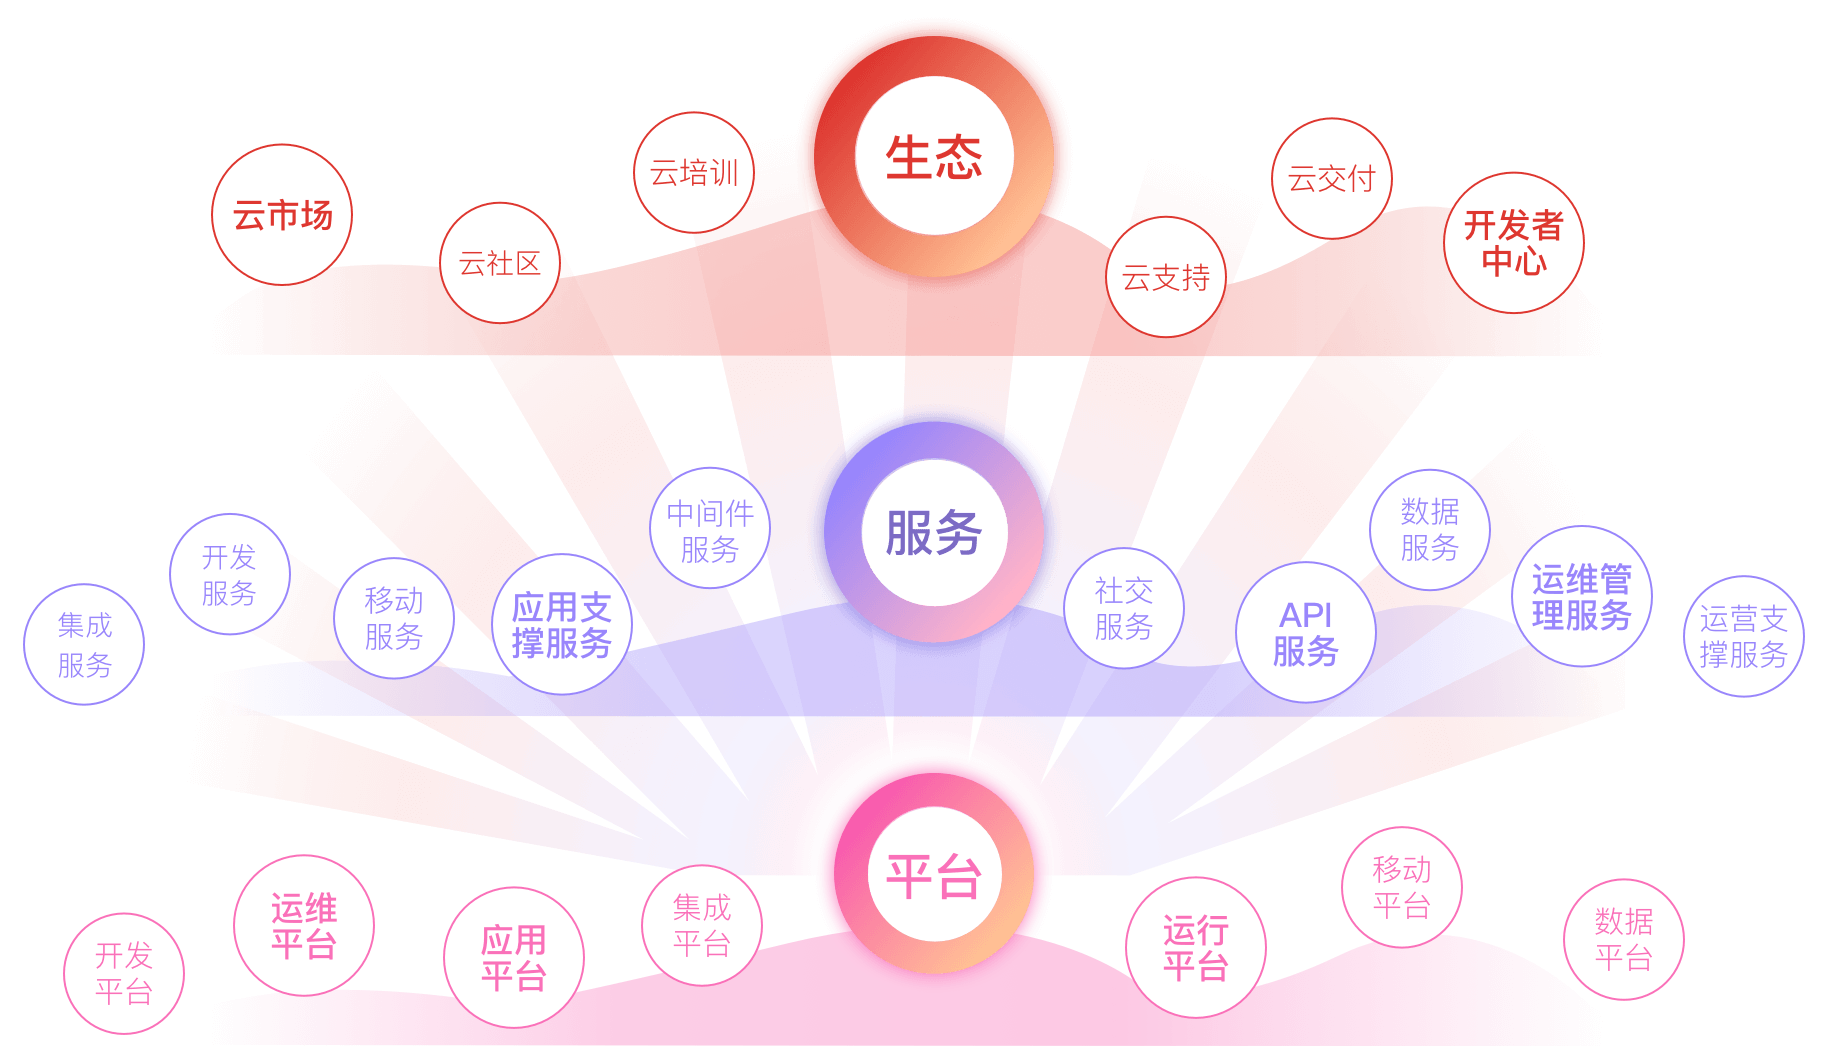 生态
云市场
云社区
云培训
云支持
云交付
开发者
中心
服务
集成
服务
开发
服务
移动
服务
应用支
撑服务
中间件
服务
社交
服务
API
服务
数据
服务
运维管
理服务
运营支
撑服务
平台
开发
平台
运维
平台
应用
平台
集成
平台
运行
平台
移动
平台
数据
平台